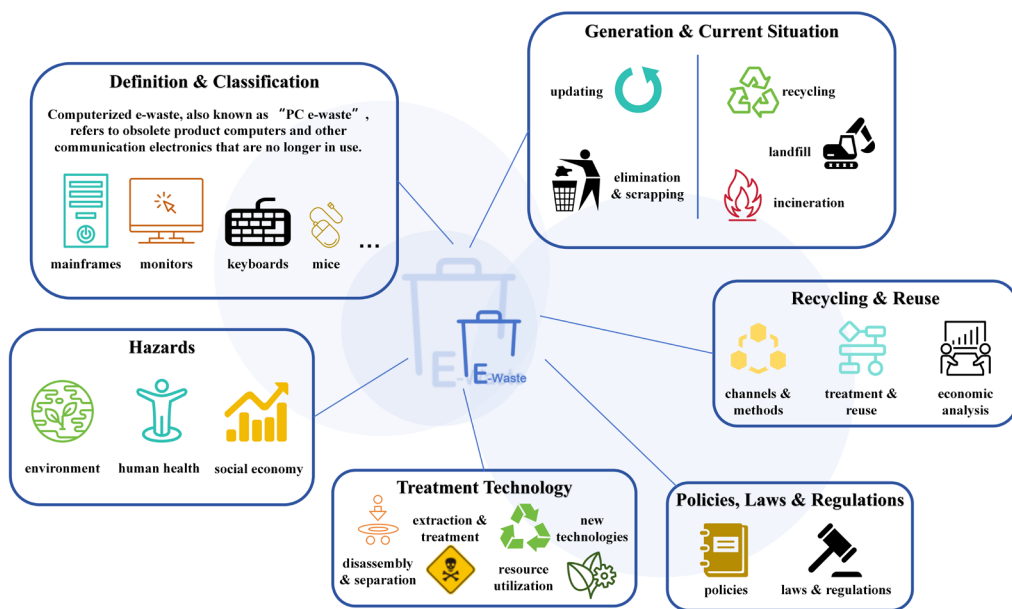 Definition & Classification
Computerized e-waste, also known as “PC e-waste”,
refers to obsolete product computers and other
communication electronics that are no longer in use.
mainframes
monitors
keyboards
mice
...
Generation & Current Situation
updating
recycling
landfill
elimination
& scrapping
incineration
Recycling & Reuse
channels &
methods
treatment &
reuse
economic
analysis
Hazards
environment
human health
social economy
E-Waste
E-Waste
Treatment Technology
extraction &
treatment
new
technologies
disassembly
& separation
resource
utilization
Policies, Laws & Regulations
policies
laws & regulations